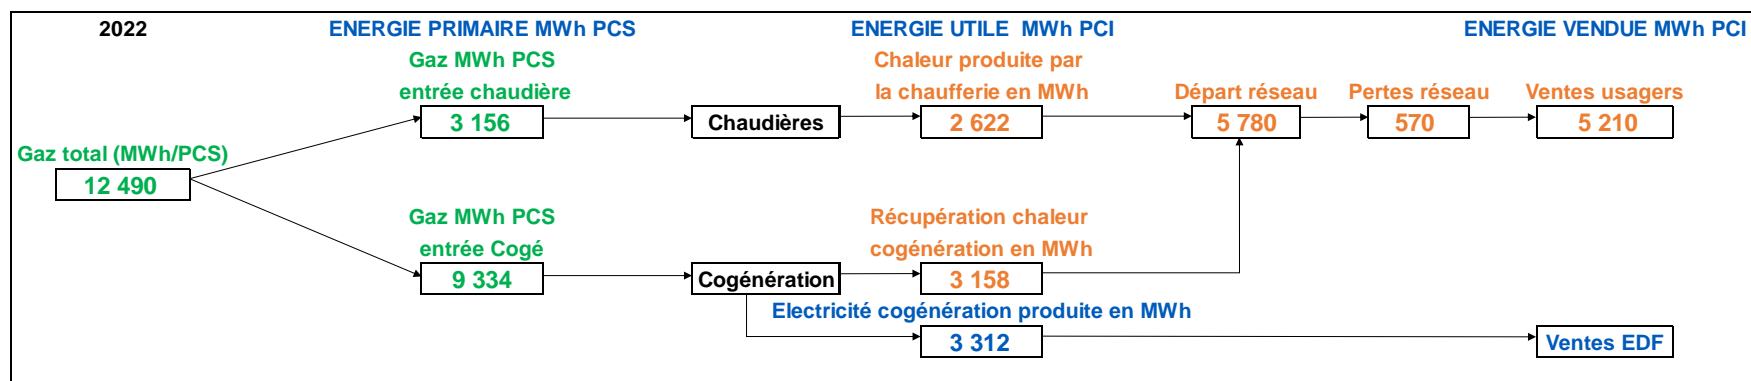 2022
ENERGIE PRIMAIRE MWh PCS
ENERGIE UTILE  MWh PCI
ENERGIE VENDUE MWh PCI
Gaz MWh PCS
entrée chaudière
3 156
Chaudières
Chaleur produite par
la chaufferie en MWh
2 622
Départ réseau
5 780
Pertes réseau
570
Ventes usagers
5 210
Gaz total (MWh/PCS)
12 490
Gaz MWh PCS
entrée Cogé
9 334
Cogénération
Récupération chaleur
cogénération en MWh
3 158
Electricité cogénération produite en MWh
3 312
Ventes EDF